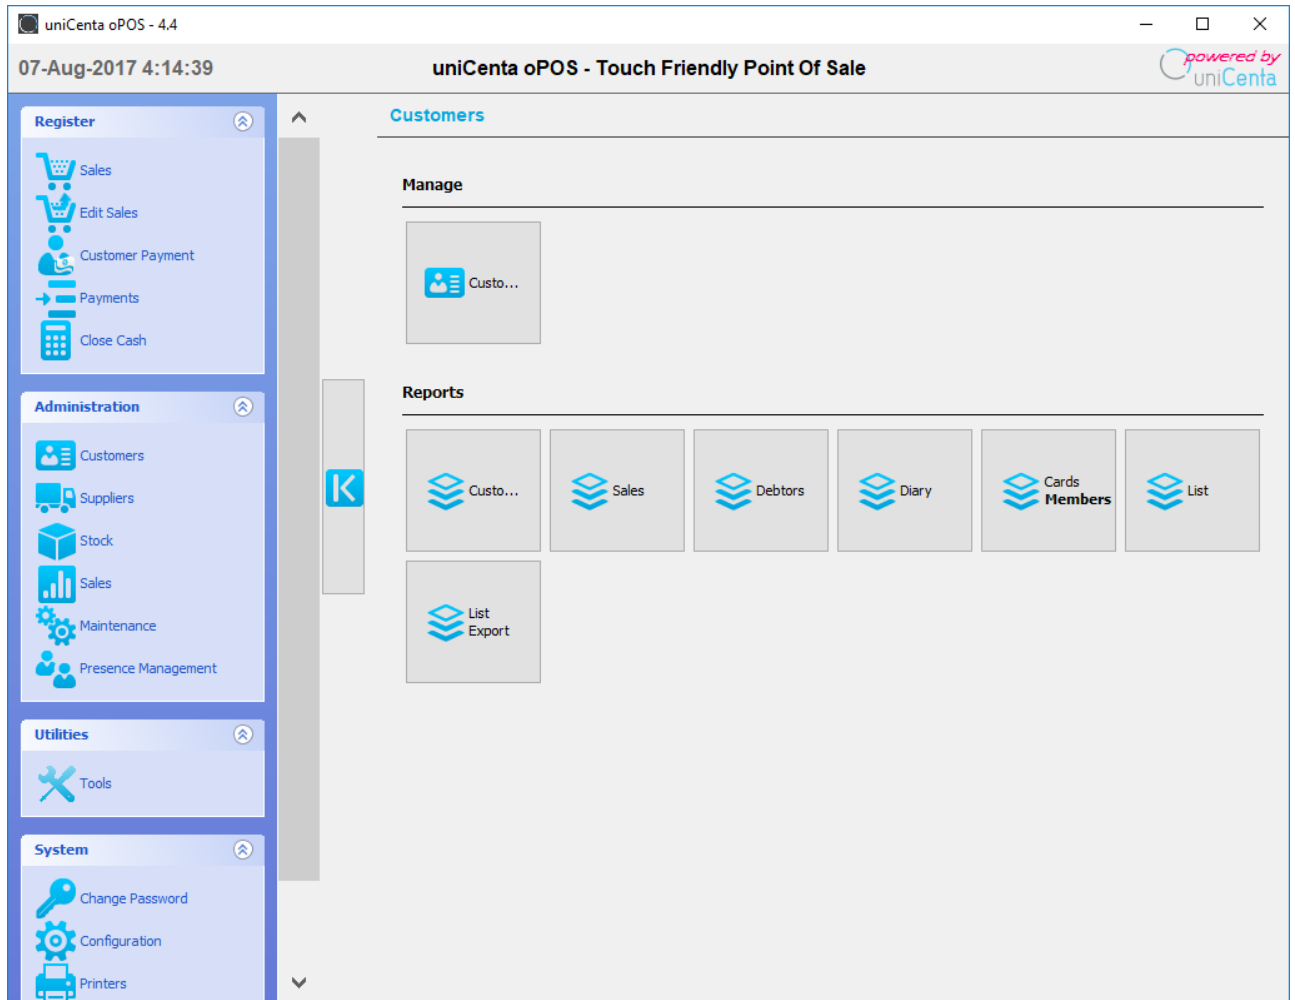 uniCenta oPOS - 4.4
07-Aug-2017 4:14:39
uniCenta oPOS - Touch Friendly Point Of Sale
powered by
uniCenta
Register
Sales
Edit Sales
Customer Payment
Payments
Close Cash
Administration
Customers
Suppliers
Stock
Sales
Maintenance
Presence Management
Utilities
Tools
System
Change Password
Configuration
Printers
Customers
Manage
Custo...
Reports
Custo...
Sales
Debtors
Diary
Cards
Members
List
List
Export